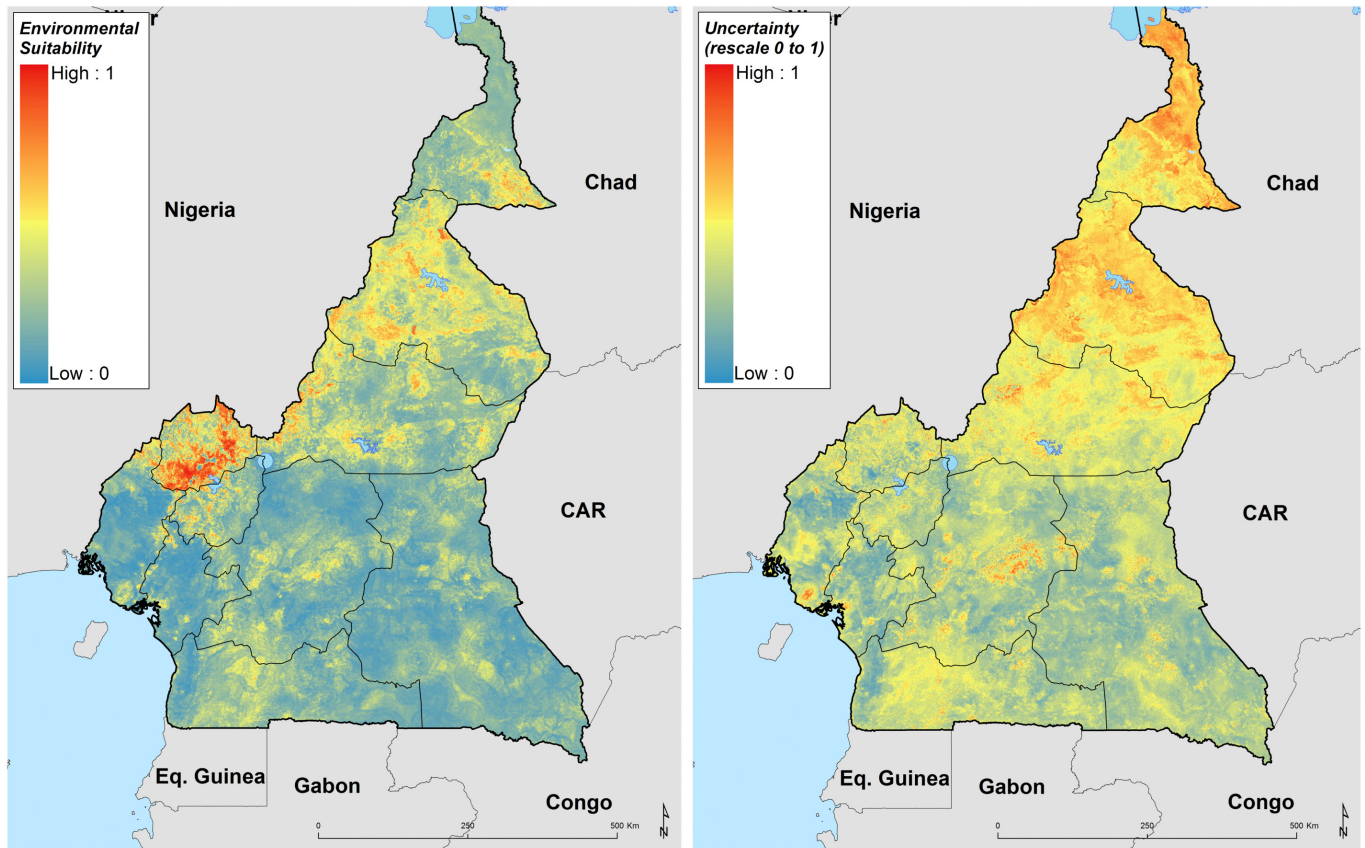 Environmental
Suitability
High : 1
Low : 0
Nigeria
Chad
CAR
Eq. Guinea
Gabon
Congo
0
250
500 Km
N
Uncertainty
(rescale 0 to 1)
High : 1
Low : 0
Nigeria
Chad
CAR
Eq. Guinea
Gabon
Congo
0
250
500 Km
N